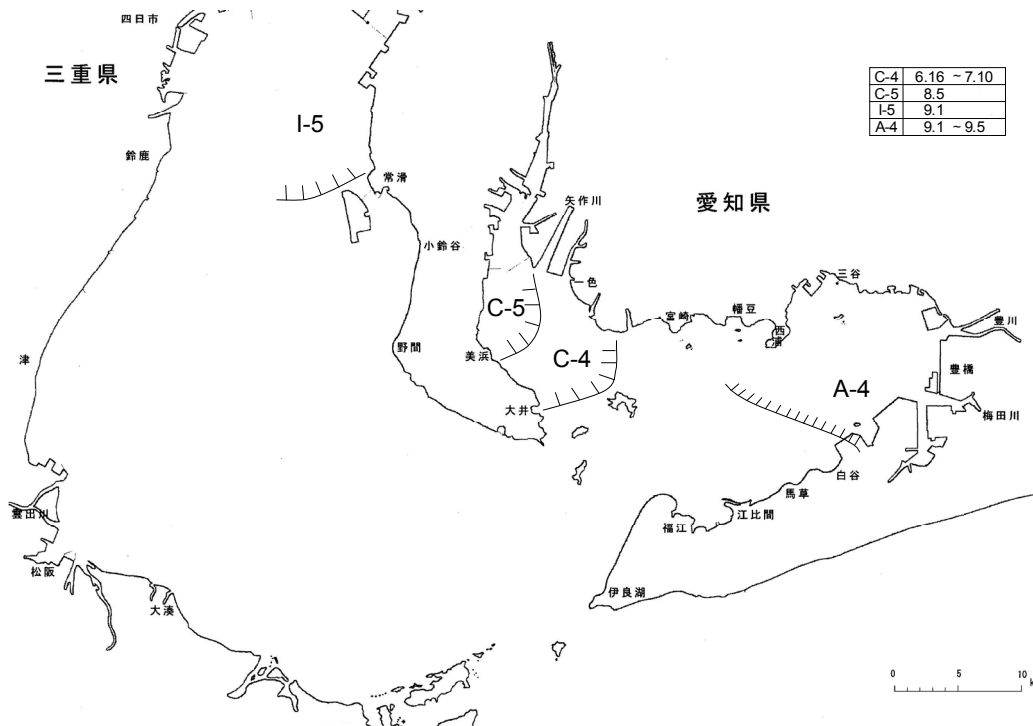 四日市
三重県
C-4 6.16 ~ 7.10
C-5 8.5
I-5 9.1
A-4 9.1 ~ 9.5
I-5
鈴鹿
常滑
矢作川
愛知県
小鈴谷
一色
三谷
C-5
宮崎
幡豆
西浦
豊川
津
野間
美浜
C-4
豊橋
A-4
大井
梅田川
白谷
馬草
雲田川
江比間
福江
松阪
伊良湖
大湊
0 5 10 k